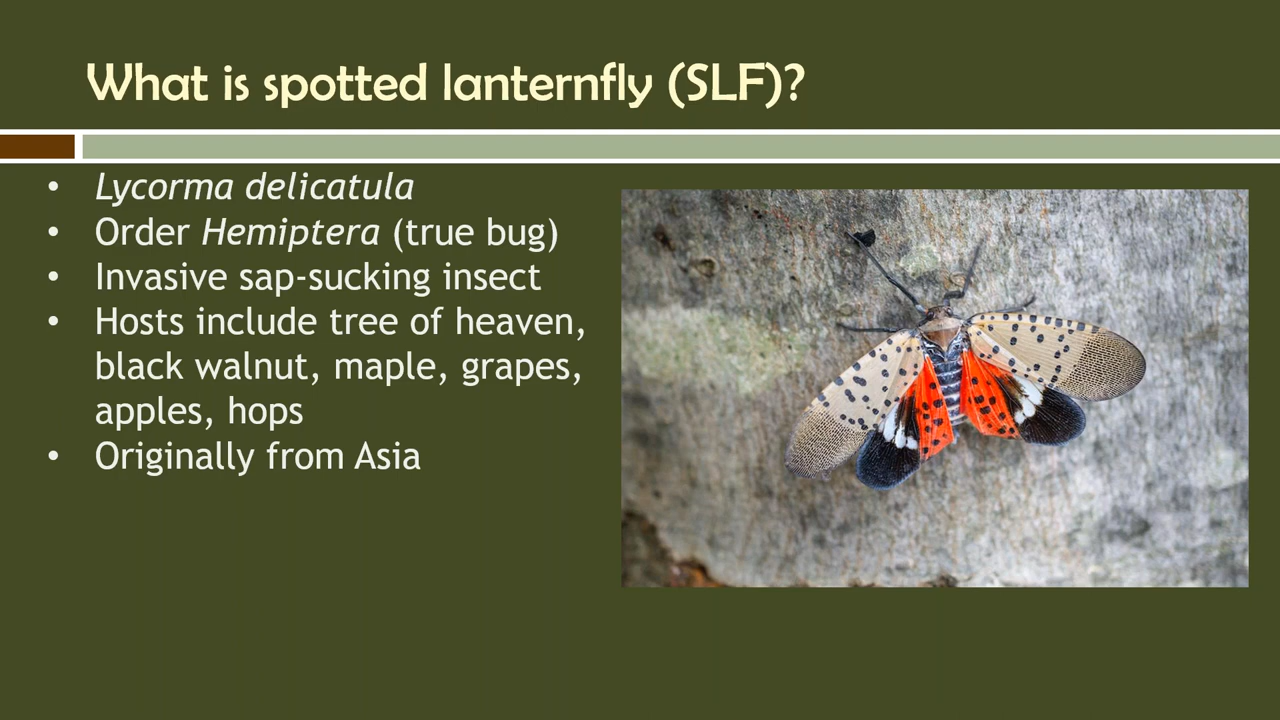 What is spotted lanternfly (SLF)?
• Lycorma delicatula
• Order Hemiptera (true bug)
• Invasive sap-sucking insect
• Hosts include tree of heaven,
black walnut, maple, grapes,
apples, hops
• Originally from Asia